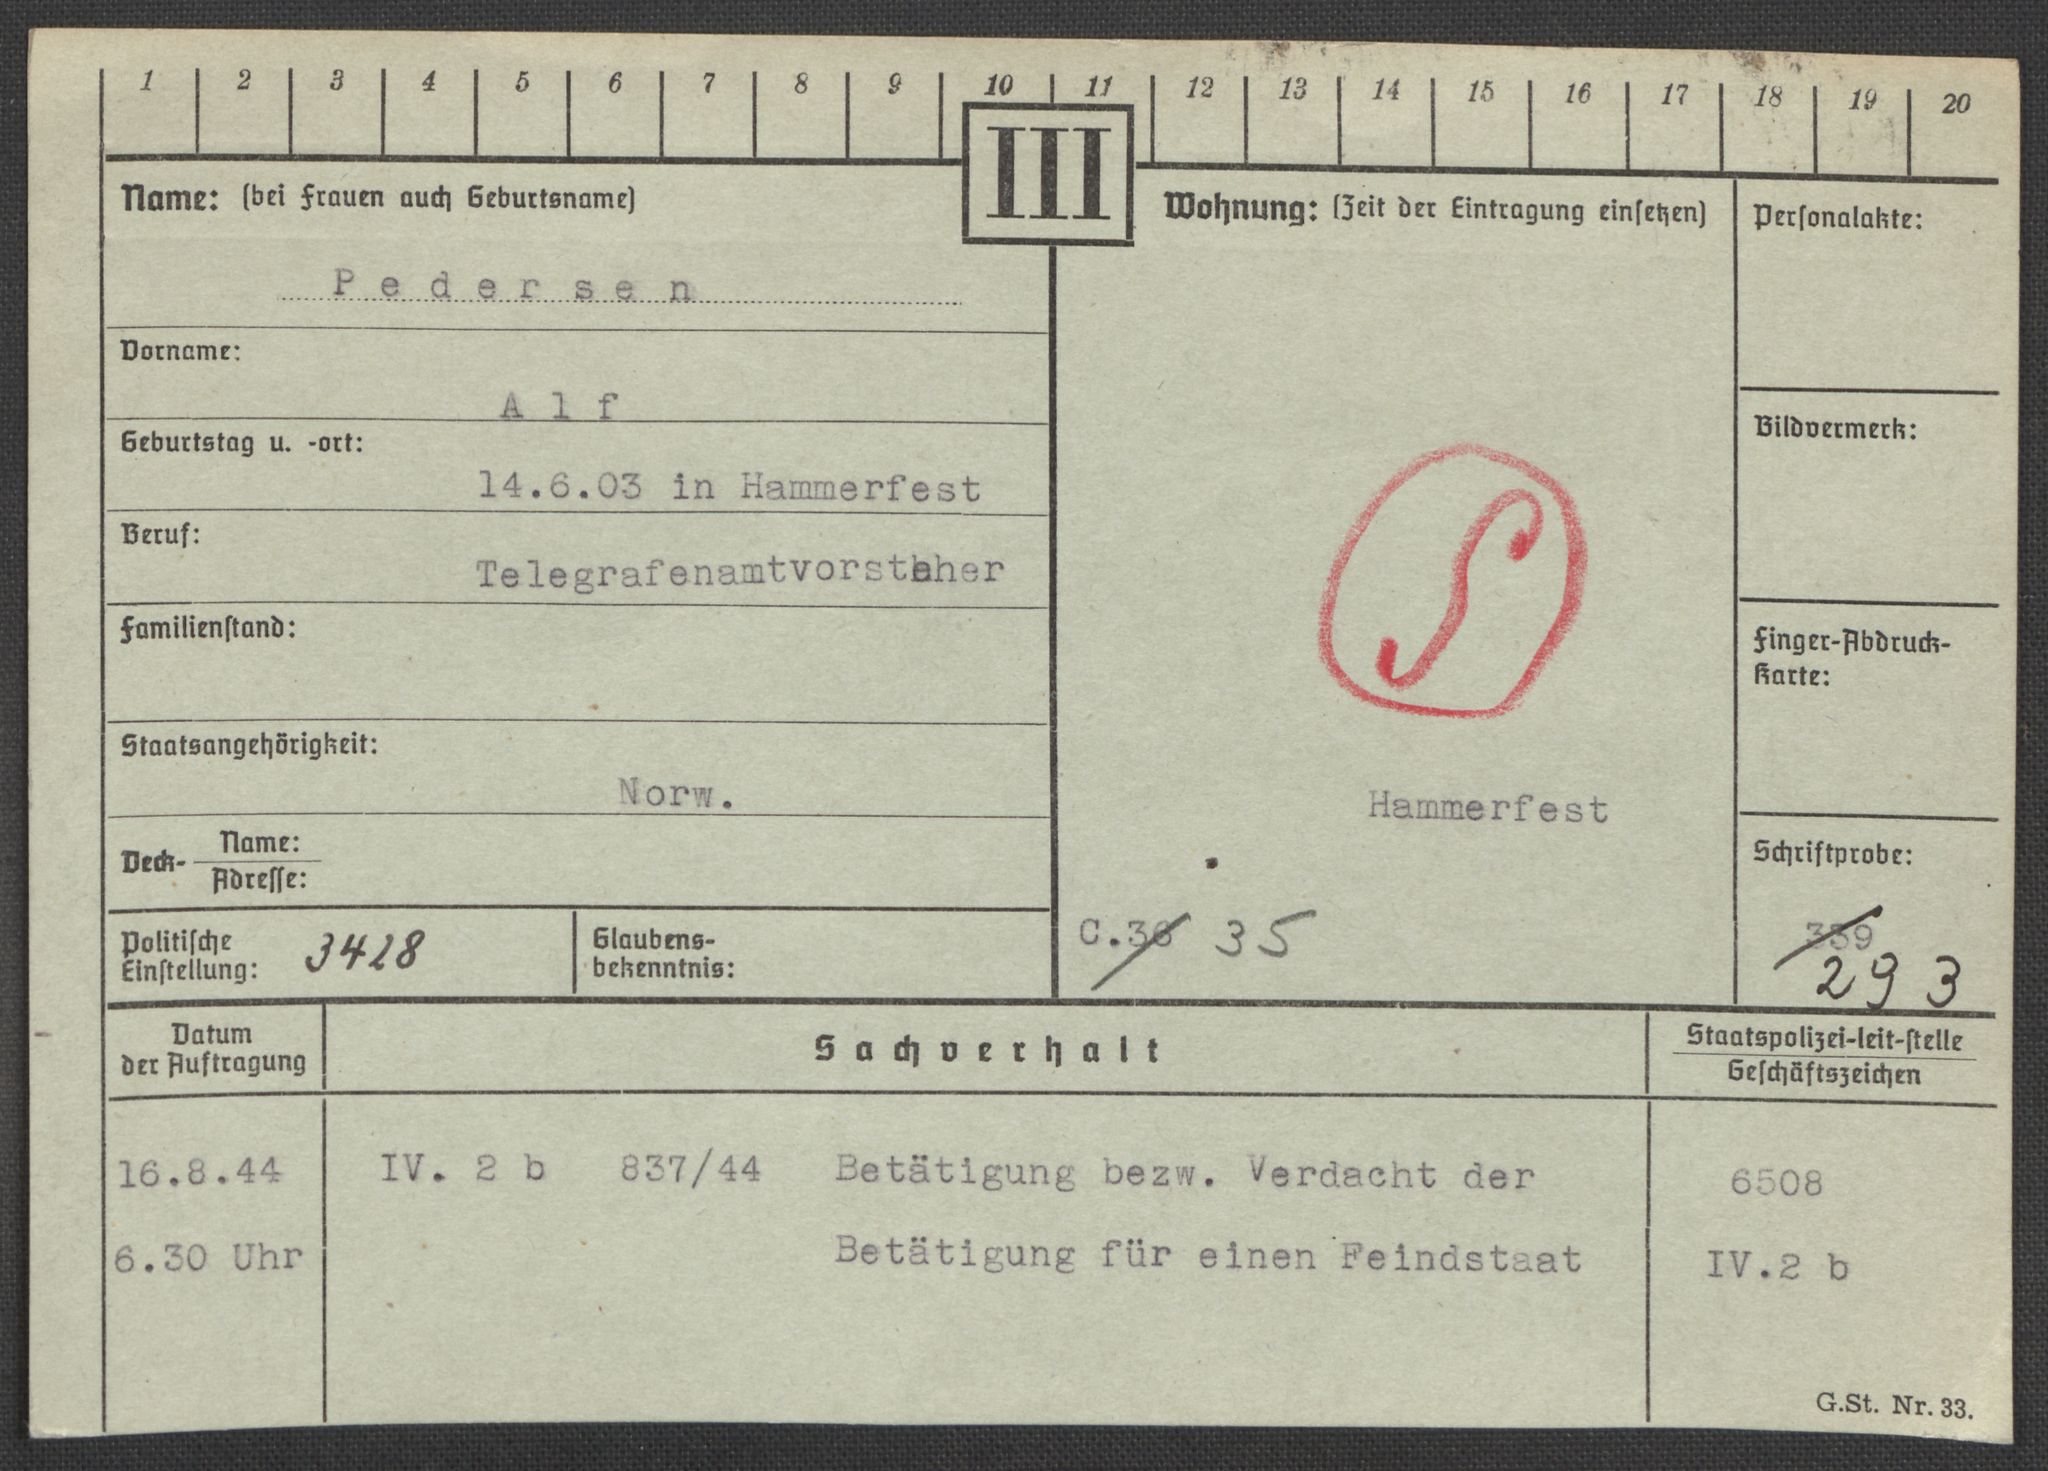 1 2 3 4 5 6 7 8 9 10 11 12 13 14 15 16 17 18 19 20
III
Name: (bei Frauen auch Geburtsname)
Pedersen
Vorname:
Alf
Geburtstag u. -ort:
14.6.03 in Hammerfest
Beruf:
Telegrafenamtvorsteher
Familienstand:
Staatsangehörigkeit:
Norw.
Deck- Name:
Adresse:
Politische
Einstellung: 3428
Glaubens-
bekenntnis:
Wohnung: (Zeit der Eintragung einsetzen)
S
Hammerfest
C.36 35
Personalakte:
Bildvermerk:
Finger-Abdruck-
Karte:
Schriftprobe:
339
293
Datum
der Auftragung
Sachverhalt
Staatspolizei-leit-stelle
Geschäftszeichen
16.8.44 IV. 2 b 837/44 Betätigung bezw. Verdacht der 6508
6.30 Uhr Betätigung für einen Feindstaat IV.2 b
G.St. Nr. 33.